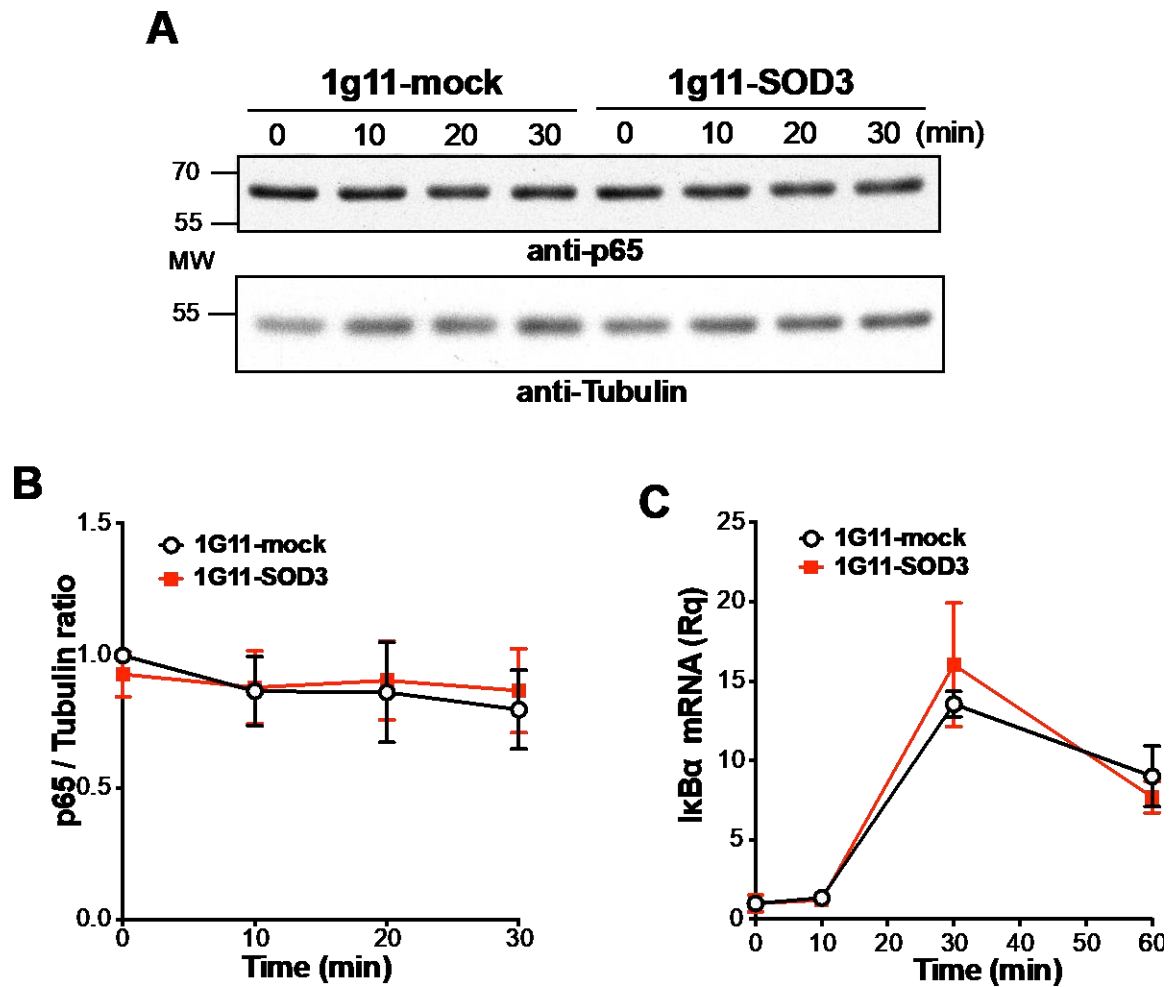 A
1g11-mock 1g11-SOD3
0 10 20 30 0 10 20 30 (min)
70
55
anti-p65
MW
55
anti-Tubulin
B
1.5
1G11-mock
1G11-SOD3
p65 / Tubulin ratio
1.0
0.5
0.0
0 10 20 30
Time (min)
C
25
1G11-mock
1G11-SOD3
20
IκBα mRNA (Rq)
15
10
5
0
0 10 20 30 40 50 60
Time (min)